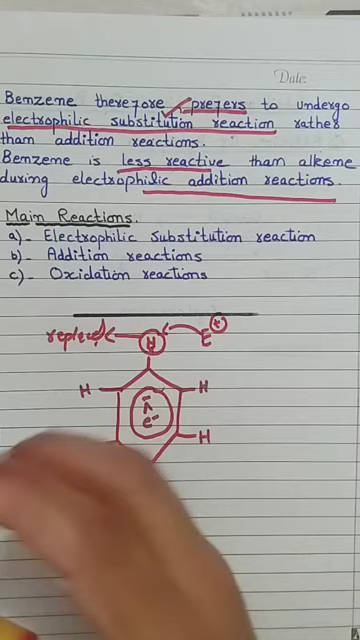 Date:
Benzene therefore prefers to undergo
electrophilic substitution reaction rather
than addition reactions.
Benzene is less reactive than alkene
during electrophilic addition reactions.
Main Reactions.
a)- Electrophilic substitution reaction
b)- Addition reactions
c)- Oxidation reactions
replace H E (+)
H H
π
e-
H